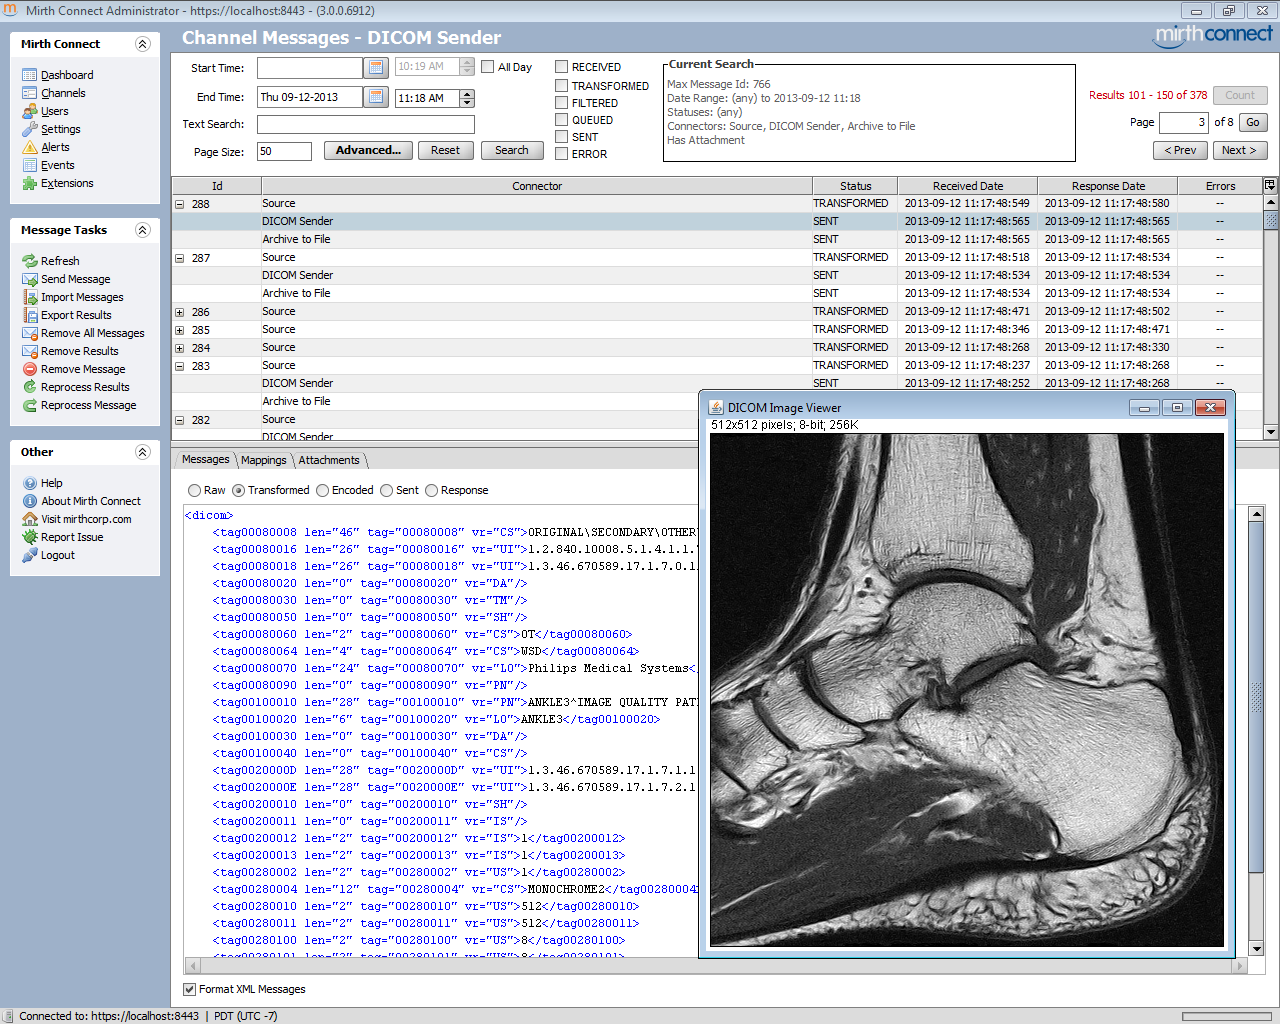 Mirth Connect Administrator - https://localhost:8443 - (3.0.0.6912)
Mirth Connect
Dashboard
Channels
Users
Settings
Alerts
Events
Extensions
Message Tasks
Refresh
Send Message
Import Messages
Export Results
Remove All Messages
Remove Results
Remove Message
Reprocess Results
Reprocess Message
Other
Help
About Mirth Connect
Visit mirthcorp.com
Report Issue
Logout
Channel Messages - DICOM Sender
mirthconnect
Start Time: 10:19 AM All Day
End Time: Thu 09-12-2013 11:18 AM
Text Search:
Page Size: 50 Advanced... Reset Search
RECEIVED
TRANSFORMED
FILTERED
QUEUED
SENT
ERROR
Current Search
Max Message Id: 766
Date Range: (any) to 2013-09-12 11:18
Statuses: (any)
Connectors: Source, DICOM Sender, Archive to File
Has Attachment
Results 101 - 150 of 378 Count
Page 3 of 8 Go
< Prev Next >
Id Connector Status Received Date Response Date Errors
288 Source TRANSFORMED 2013-09-12 11:17:48:549 2013-09-12 11:17:48:580 --
DICOM Sender SENT 2013-09-12 11:17:48:565 2013-09-12 11:17:48:565 --
Archive to File SENT 2013-09-12 11:17:48:565 2013-09-12 11:17:48:565 --
287 Source TRANSFORMED 2013-09-12 11:17:48:518 2013-09-12 11:17:48:534 --
DICOM Sender SENT 2013-09-12 11:17:48:534 2013-09-12 11:17:48:534 --
Archive to File SENT 2013-09-12 11:17:48:534 2013-09-12 11:17:48:534 --
286 Source TRANSFORMED 2013-09-12 11:17:48:471 2013-09-12 11:17:48:502 --
285 Source TRANSFORMED 2013-09-12 11:17:48:346 2013-09-12 11:17:48:471 --
284 Source TRANSFORMED 2013-09-12 11:17:48:268 2013-09-12 11:17:48:330 --
283 Source TRANSFORMED 2013-09-12 11:17:48:237 2013-09-12 11:17:48:268 --
DICOM Sender SENT 2013-09-12 11:17:48:252 2013-09-12 11:17:48:268 --
Archive to File
282 Source
DICOM Sender
Messages Mappings Attachments
Raw Transformed Encoded Sent Response
<dicom>
<tag00080008 len="46" tag="00080008" vr="CS">ORIGINAL\SECONDARY\OTHER
<tag00080016 len="26" tag="00080016" vr="UI">1.2.840.10008.5.1.4.1.1.
<tag00080018 len="26" tag="00080018" vr="UI">1.3.46.670589.17.1.7.0.1
<tag00080020 len="0" tag="00080020" vr="DA"/>
<tag00080030 len="0" tag="00080030" vr="TM"/>
<tag00080050 len="0" tag="00080050" vr="SH"/>
<tag00080060 len="2" tag="00080060" vr="CS">OT</tag00080060>
<tag00080064 len="4" tag="00080064" vr="CS">WSD</tag00080064>
<tag00080070 len="24" tag="00080070" vr="LO">Philips Medical Systems<
<tag00080090 len="0" tag="00080090" vr="PN"/>
<tag00100010 len="28" tag="00100010" vr="PN">ANKLE3^IMAGE QUALITY PAT
<tag00100020 len="6" tag="00100020" vr="LO">ANKLE3</tag00100020>
<tag00100030 len="0" tag="00100030" vr="DA"/>
<tag00100040 len="0" tag="00100040" vr="CS"/>
<tag0020000D len="28" tag="0020000D" vr="UI">1.3.46.670589.17.1.7.1.1
<tag0020000E len="28" tag="0020000E" vr="UI">1.3.46.670589.17.1.7.2.1
<tag00200010 len="0" tag="00200010" vr="SH"/>
<tag00200011 len="0" tag="00200011" vr="IS"/>
<tag00200012 len="2" tag="00200012" vr="IS">1</tag00200012>
<tag00200013 len="2" tag="00200013" vr="IS">1</tag00200013>
<tag00280002 len="2" tag="00280002" vr="US">1</tag00280002>
<tag00280004 len="12" tag="00280004" vr="CS">MONOCHROME2</tag00280004>
<tag00280010 len="2" tag="00280010" vr="US">512</tag00280010>
<tag00280011 len="2" tag="00280011" vr="US">512</tag00280011>
<tag00280100 len="2" tag="00280100" vr="US">8</tag00280100>
<tag00280101 len="2" tag="00280101" vr="US">8</tag00280101>
Format XML Messages
DICOM Image Viewer
512x512 pixels; 8-bit; 256K
Connected to: https://localhost:8443 | PDT (UTC -7)